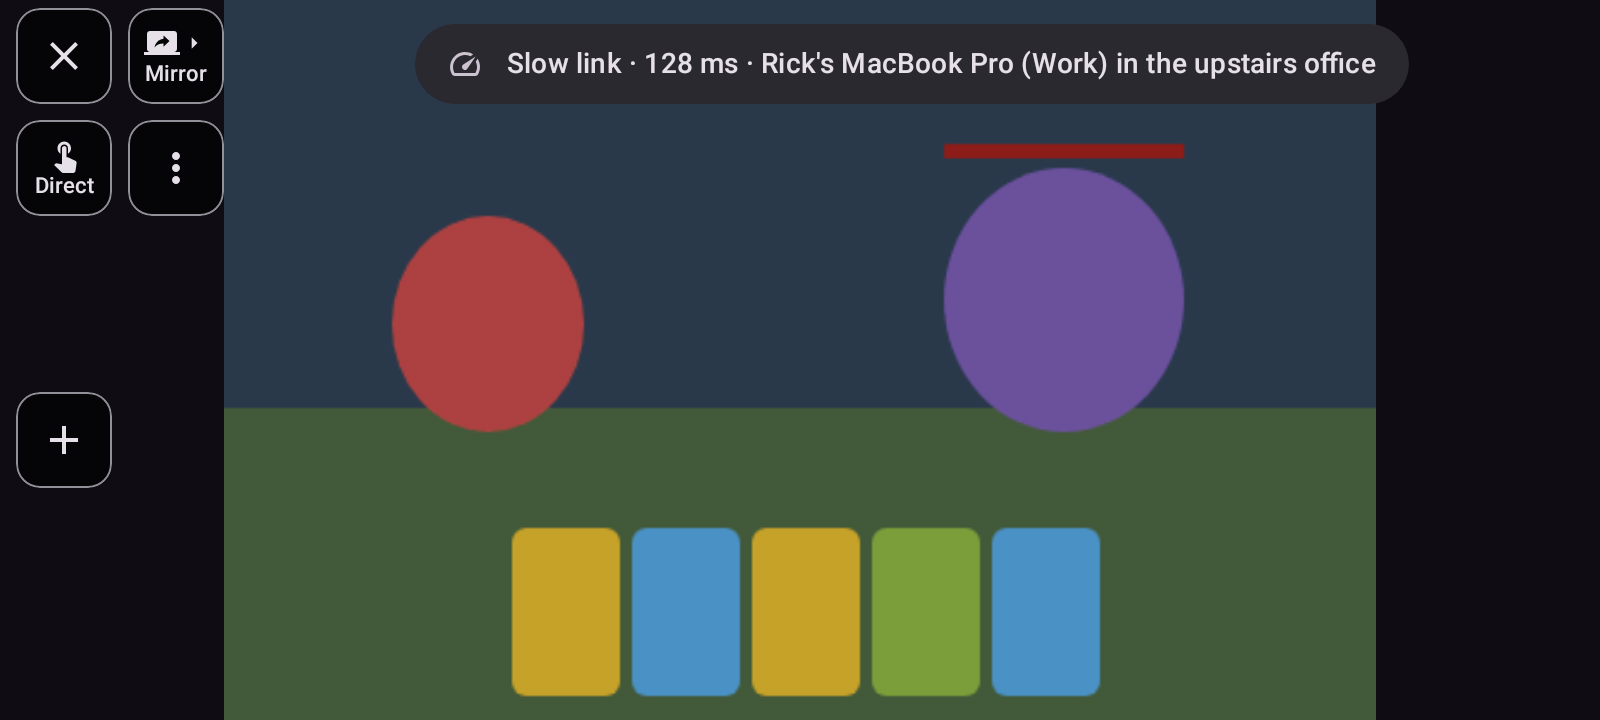 Mirror
Slow link · 128 ms · Rick's MacBook Pro (Work) in the upstairs office
Direct